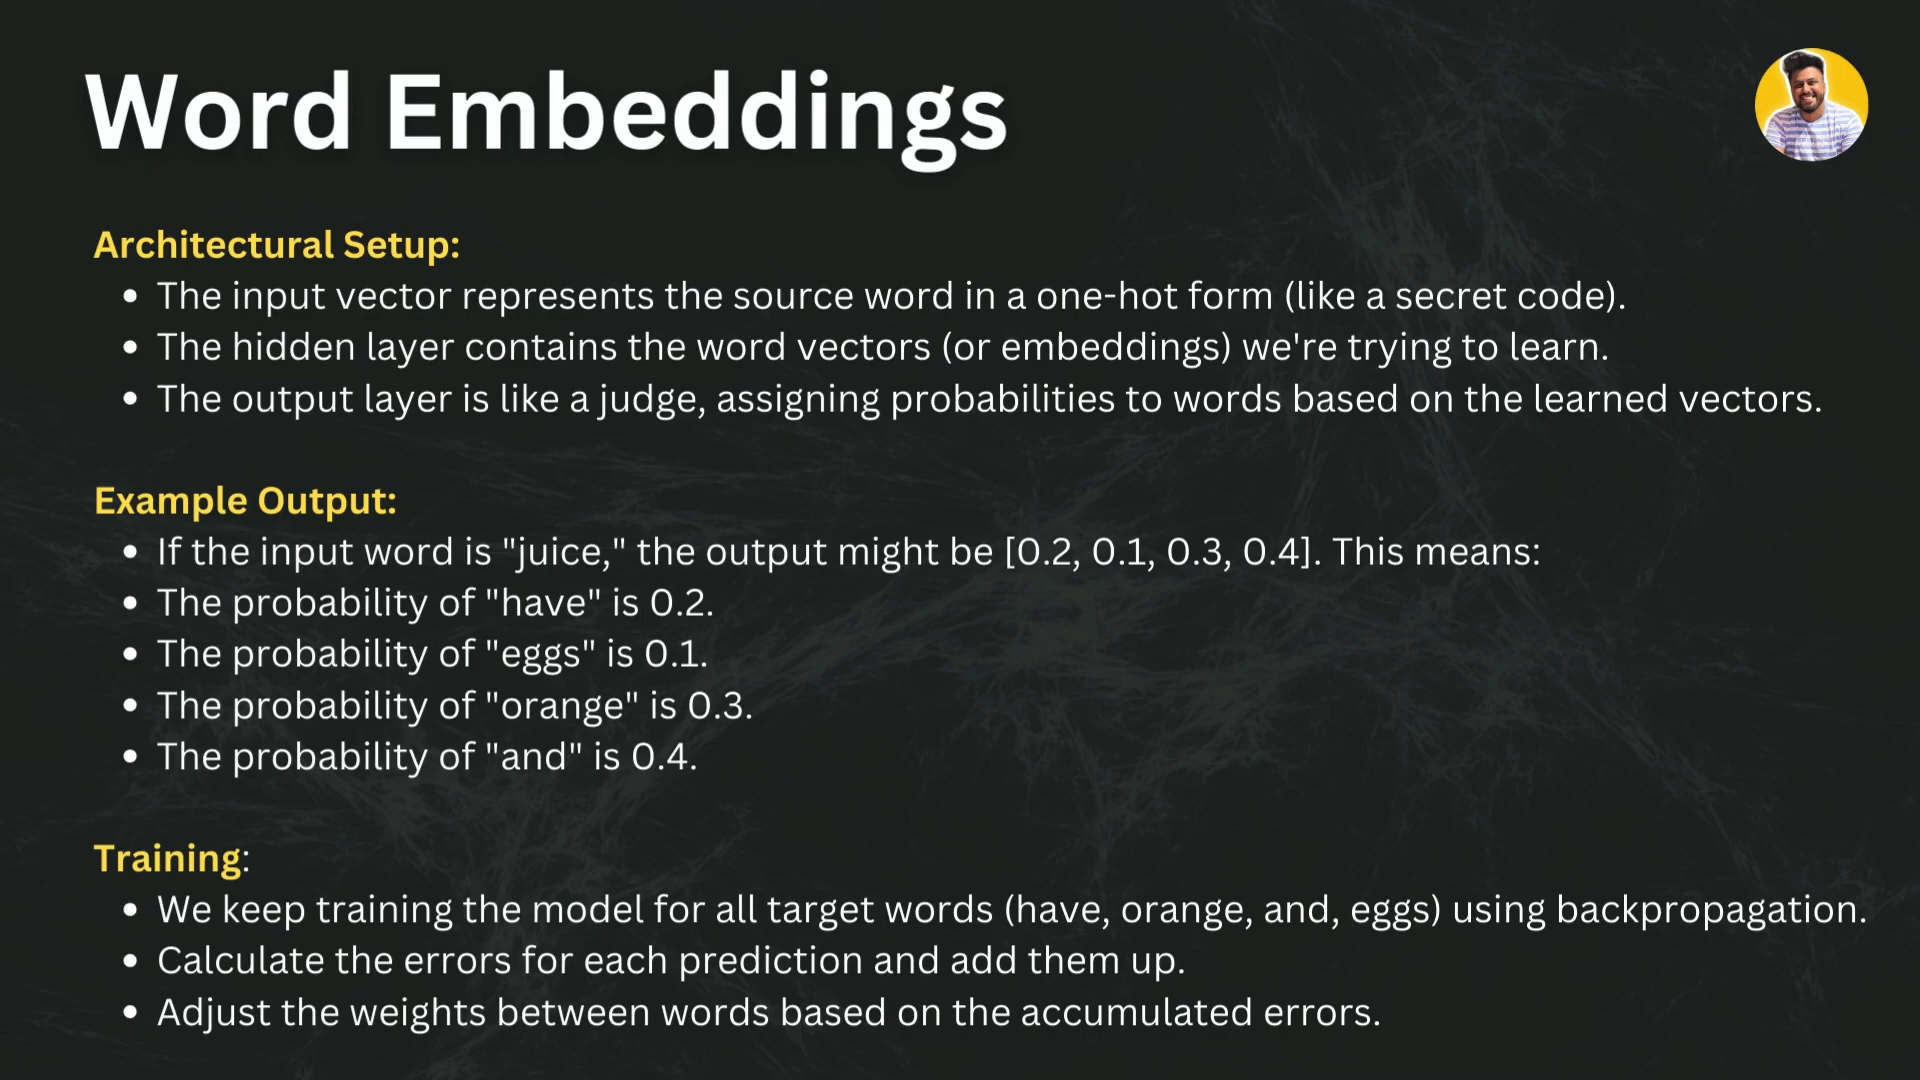 Word Embeddings
Architectural Setup:
• The input vector represents the source word in a one-hot form (like a secret code).
• The hidden layer contains the word vectors (or embeddings) we're trying to learn.
• The output layer is like a judge, assigning probabilities to words based on the learned vectors.
Example Output:
• If the input word is "juice," the output might be [0.2, 0.1, 0.3, 0.4]. This means:
• The probability of "have" is 0.2.
• The probability of "eggs" is 0.1.
• The probability of "orange" is 0.3.
• The probability of "and" is 0.4.
Training:
• We keep training the model for all target words (have, orange, and, eggs) using backpropagation.
• Calculate the errors for each prediction and add them up.
• Adjust the weights between words based on the accumulated errors.